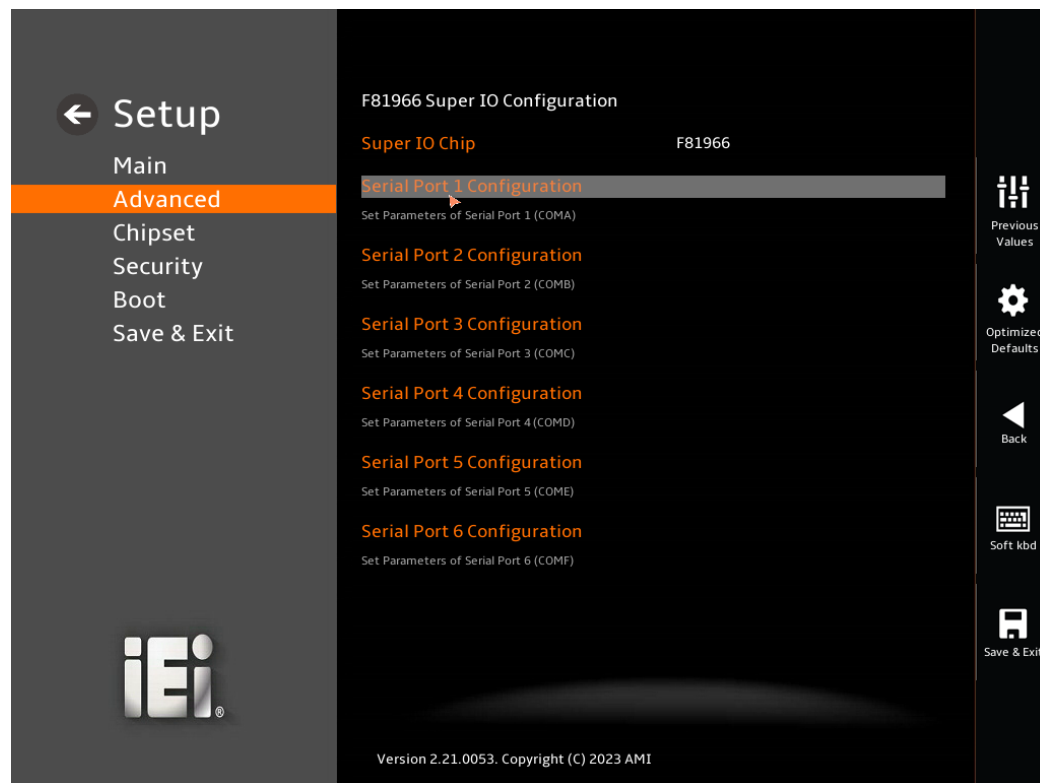 Setup
Main
Advanced
Chipset
Security
Boot
Save & Exit
iEi®
F81966 Super IO Configuration
Super IO Chip F81966
Serial Port 1 Configuration
Set Parameters of Serial Port 1 (COMA)
Serial Port 2 Configuration
Set Parameters of Serial Port 2 (COMB)
Serial Port 3 Configuration
Set Parameters of Serial Port 3 (COMC)
Serial Port 4 Configuration
Set Parameters of Serial Port 4 (COMD)
Serial Port 5 Configuration
Set Parameters of Serial Port 5 (COME)
Serial Port 6 Configuration
Set Parameters of Serial Port 6 (COMF)
Version 2.21.0053. Copyright (C) 2023 AMI
Previous
Values
Optimized
Defaults
Back
Soft kbd
Save & Exit